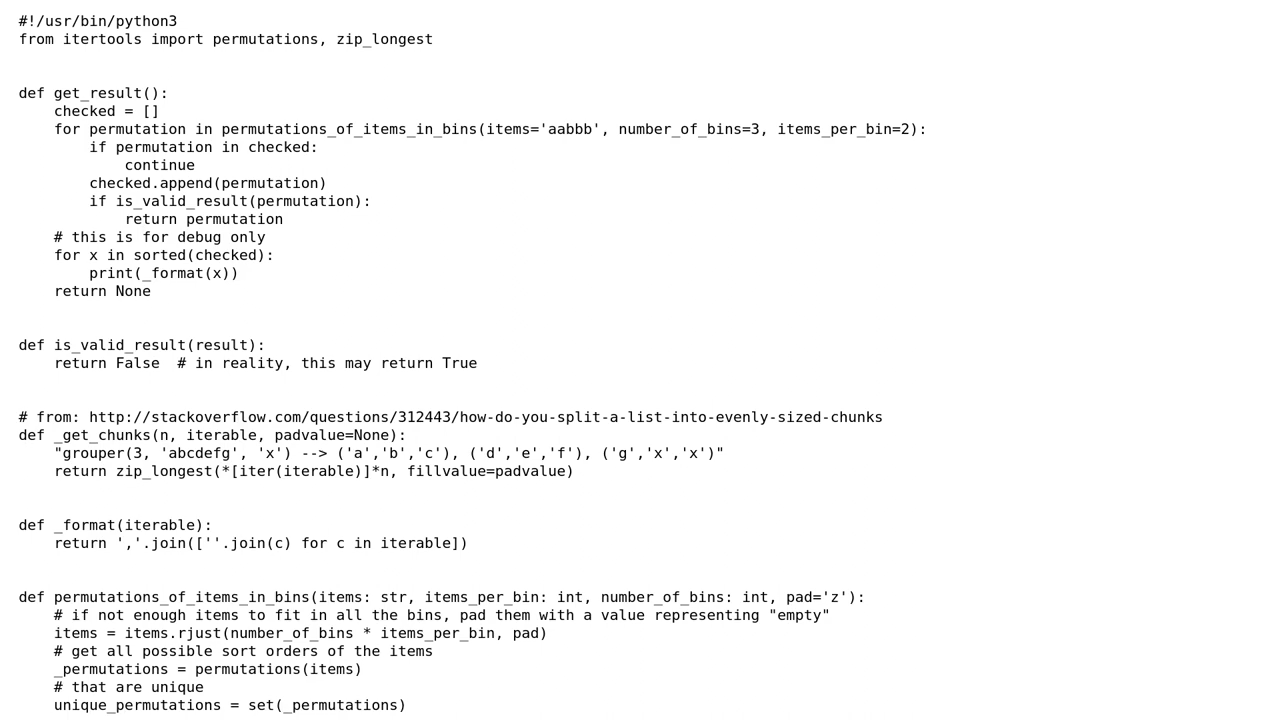 #!/usr/bin/python3
from itertools import permutations, zip_longest


def get_result():
    checked = []
    for permutation in permutations_of_items_in_bins(items='aabbb', number_of_bins=3, items_per_bin=2):
        if permutation in checked:
            continue
        checked.append(permutation)
        if is_valid_result(permutation):
            return permutation
    # this is for debug only
    for x in sorted(checked):
        print(_format(x))
    return None


def is_valid_result(result):
    return False  # in reality, this may return True


# from: http://stackoverflow.com/questions/312443/how-do-you-split-a-list-into-evenly-sized-chunks
def _get_chunks(n, iterable, padvalue=None):
    "grouper(3, 'abcdefg', 'x') --> ('a','b','c'), ('d','e','f'), ('g','x','x')"
    return zip_longest(*[iter(iterable)]*n, fillvalue=padvalue)


def _format(iterable):
    return ','.join([''.join(c) for c in iterable])


def permutations_of_items_in_bins(items: str, items_per_bin: int, number_of_bins: int, pad='z'):
    # if not enough items to fit in all the bins, pad them with a value representing "empty"
    items = items.rjust(number_of_bins * items_per_bin, pad)
    # get all possible sort orders of the items
    _permutations = permutations(items)
    # that are unique
    unique_permutations = set(_permutations)